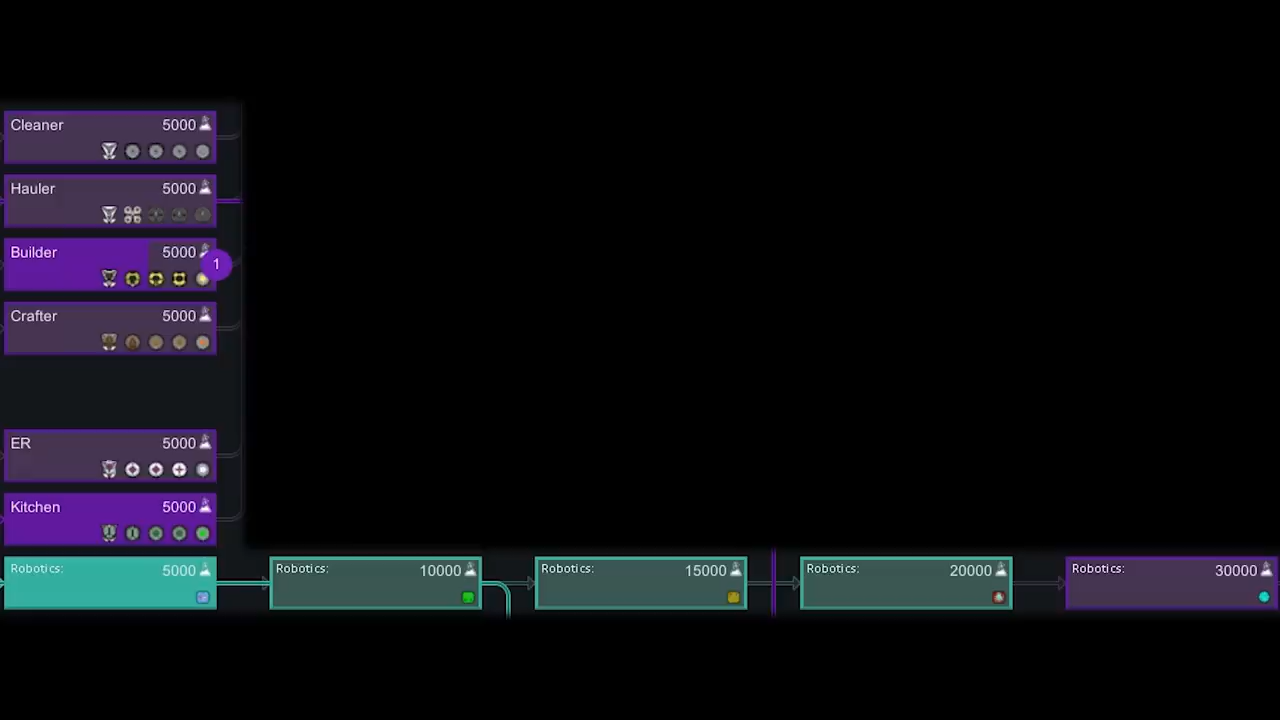 Cleaner 5000
Hauler 5000
Builder 5000
1
Crafter 5000
ER 5000
Kitchen 5000
Robotics: 5000 Robotics: 10000 Robotics: 15000 Robotics: 20000 Robotics: 30000